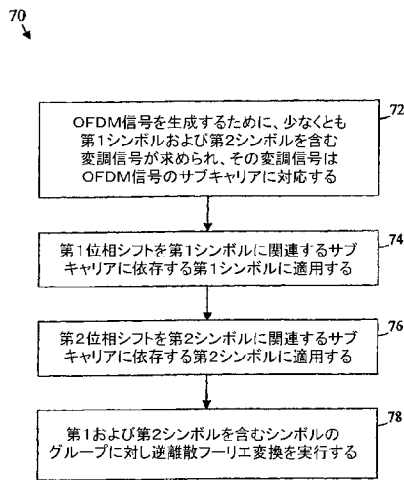 70
72
OFDM信号を生成するために、少なくとも
第1シンボルおよび第2シンボルを含む
変調信号が求められ、その変調信号は
OFDM信号のサブキャリアに対応する
74
第1位相シフトを第1シンボルに関連するサブ
キャリアに依存する第1シンボルに適用する
76
第2位相シフトを第2シンボルに関連するサブ
キャリアに依存する第2シンボルに適用する
78
第1および第2シンボルを含むシンボルの
グループに対し逆離散フーリエ変換を実行する